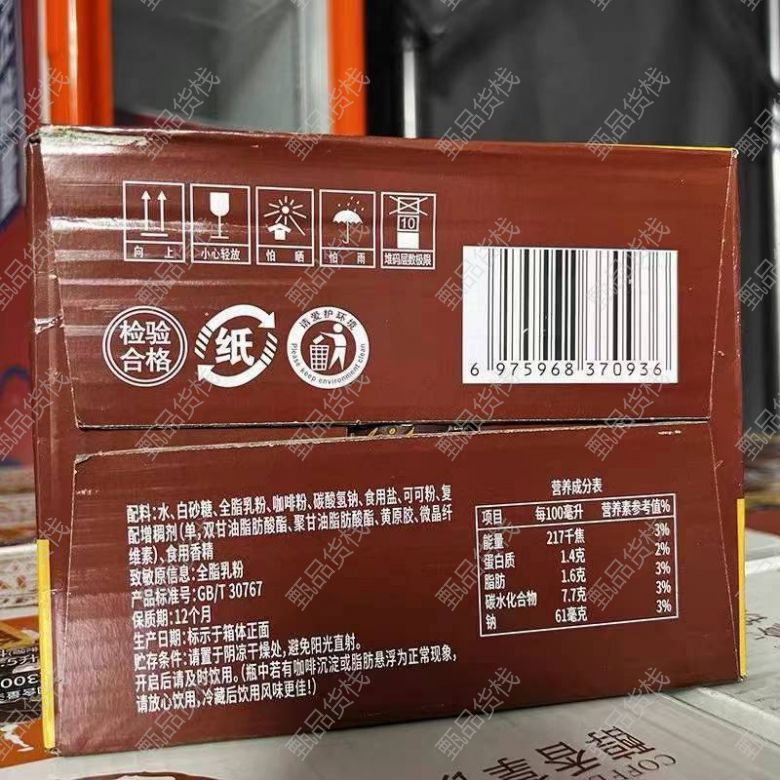 向上
小心轻放
怕晒
怕雨
10
堆码层数极限
检验
合格
纸
请爱护环境
Please keep environment clean
6 975968 370936
配料:水、白砂糖、全脂乳粉、咖啡粉、碳酸氢钠、食用盐、可可粉、复
配增稠剂(单,双甘油脂肪酸酯、聚甘油脂肪酸酯、黄原胶、微晶纤
维素)、食用香精
致敏原信息:全脂乳粉
产品标准号:GB/T 30767
保质期:12个月
生产日期:标示于箱体正面
贮存条件:请置于阴凉干燥处,避免阳光直射。
开启后请及时饮用。(瓶中若有咖啡沉淀或脂肪悬浮为正常现象,
请放心饮用,冷藏后饮用风味更佳!)
营养成分表
项目 每100毫升 营养素参考值%
能量 217千焦 3%
蛋白质 1.4克 2%
脂肪 1.6克 3%
碳水化合物 7.7克 3%
钠 61毫克 3%
甄品货栈